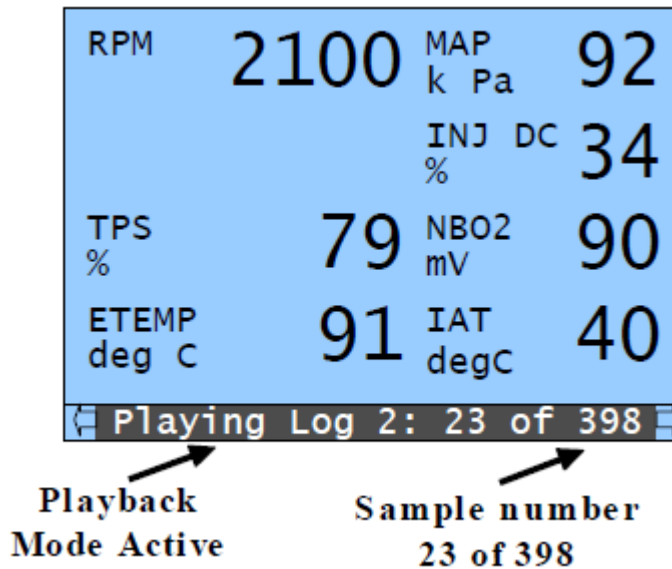 RPM 2100 MAP k Pa 92
INJ DC % 34
TPS % 79 NBO2 mV 90
ETEMP deg C 91 IAT degC 40
Playing Log 2: 23 of 398
Playback Mode Active
Sample number 23 of 398